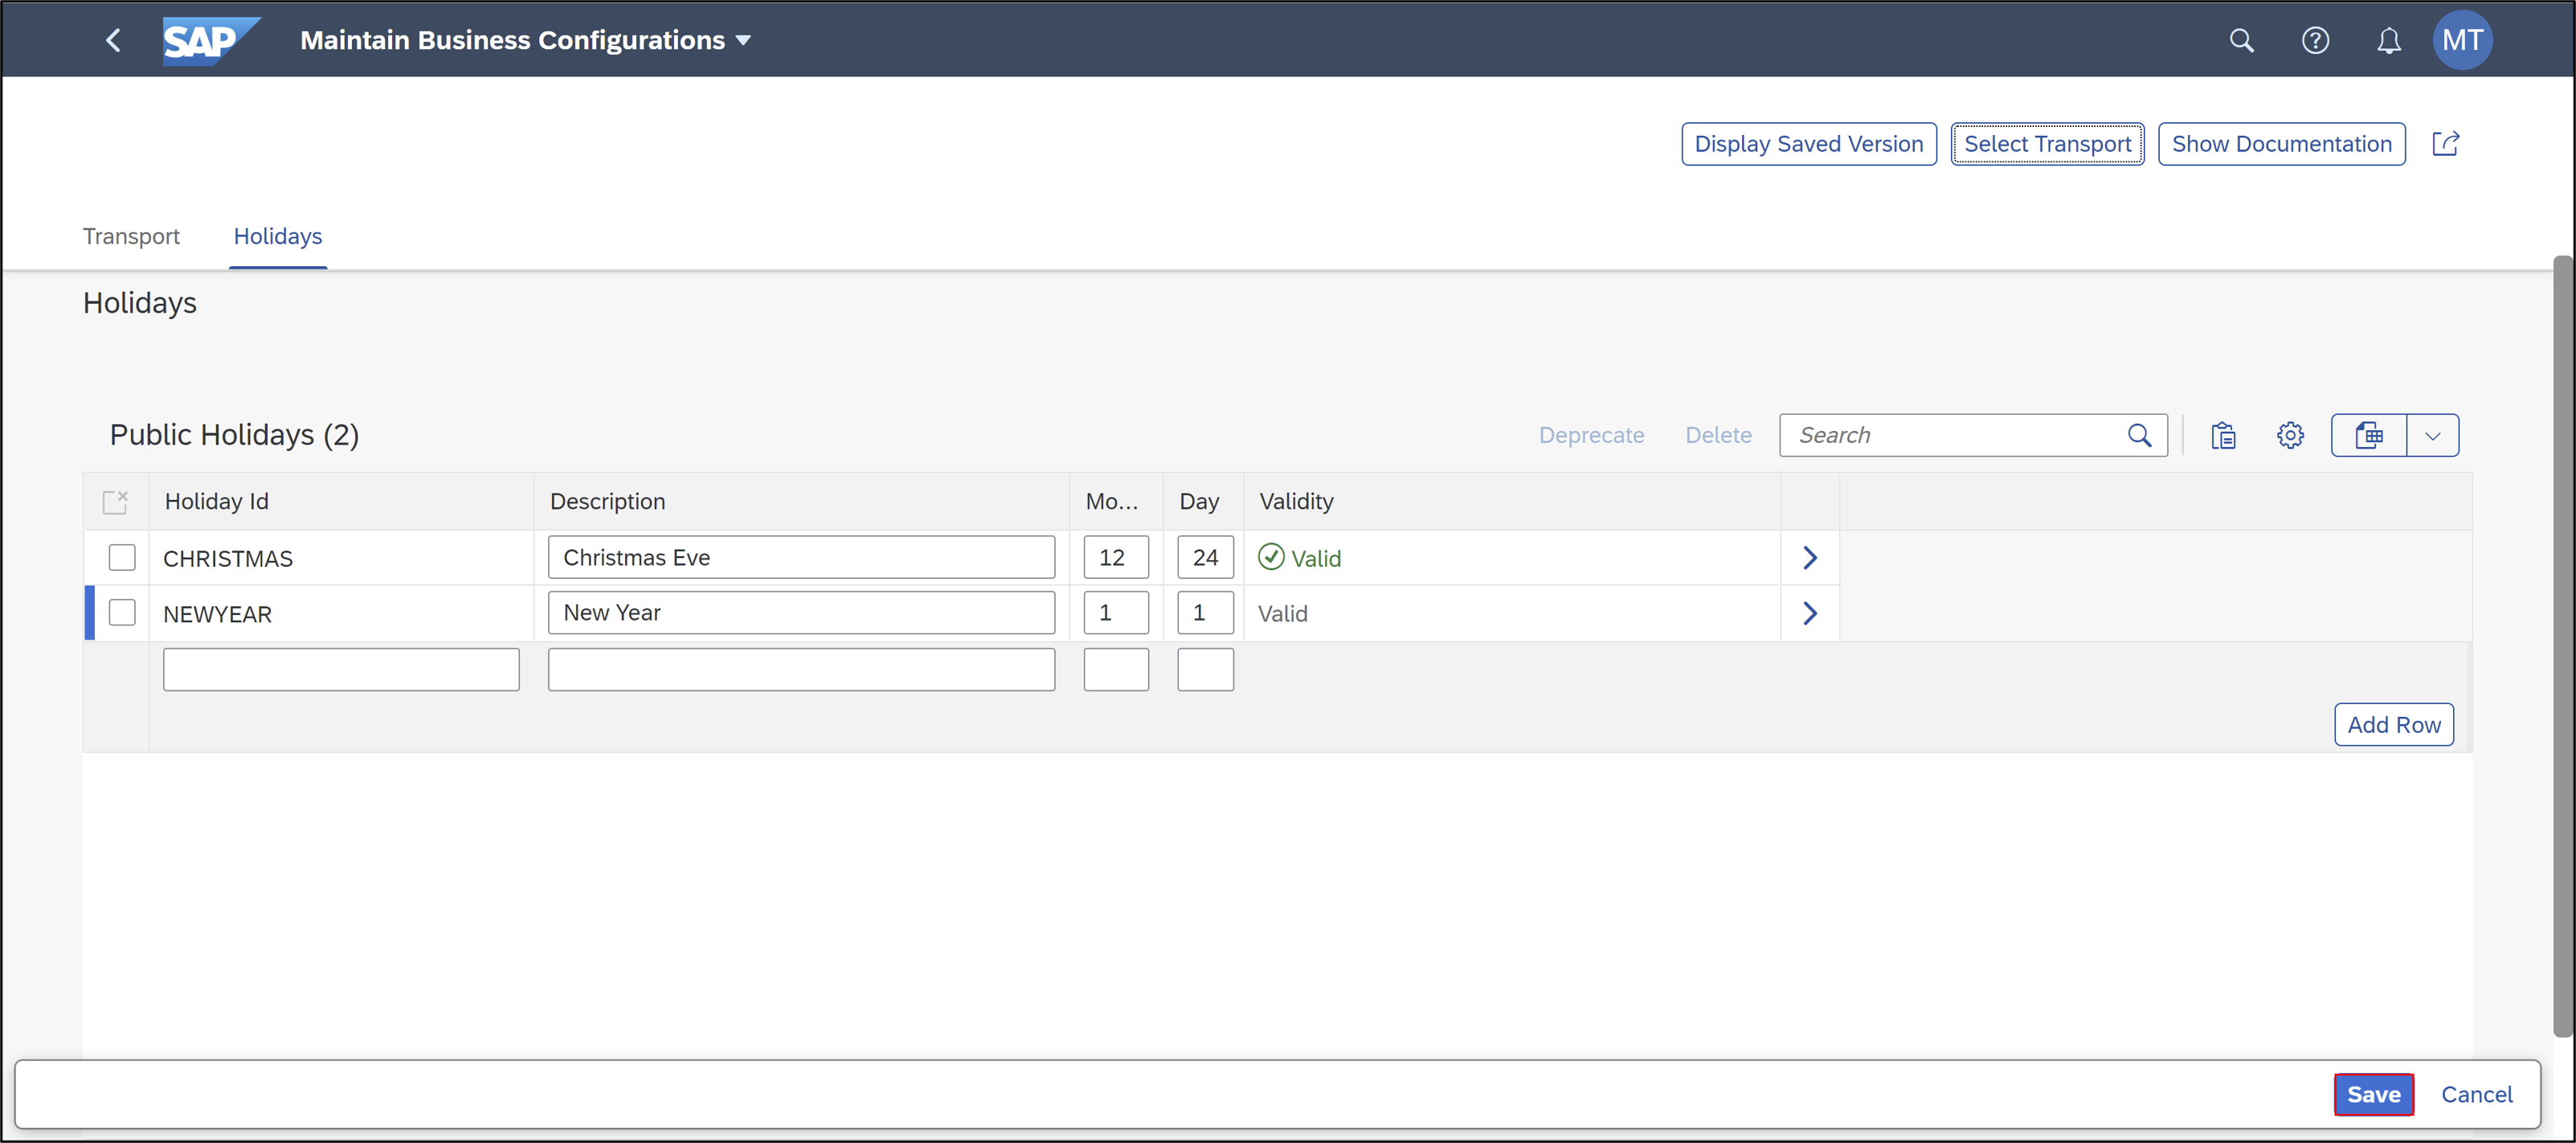 SAP Maintain Business Configurations MT
Display Saved Version Select Transport Show Documentation
Transport Holidays
Holidays
Public Holidays (2) Deprecate Delete Search
Holiday Id Description Mo... Day Validity
CHRISTMAS Christmas Eve 12 24 Valid
NEWYEAR New Year 1 1 Valid
Add Row
Save Cancel